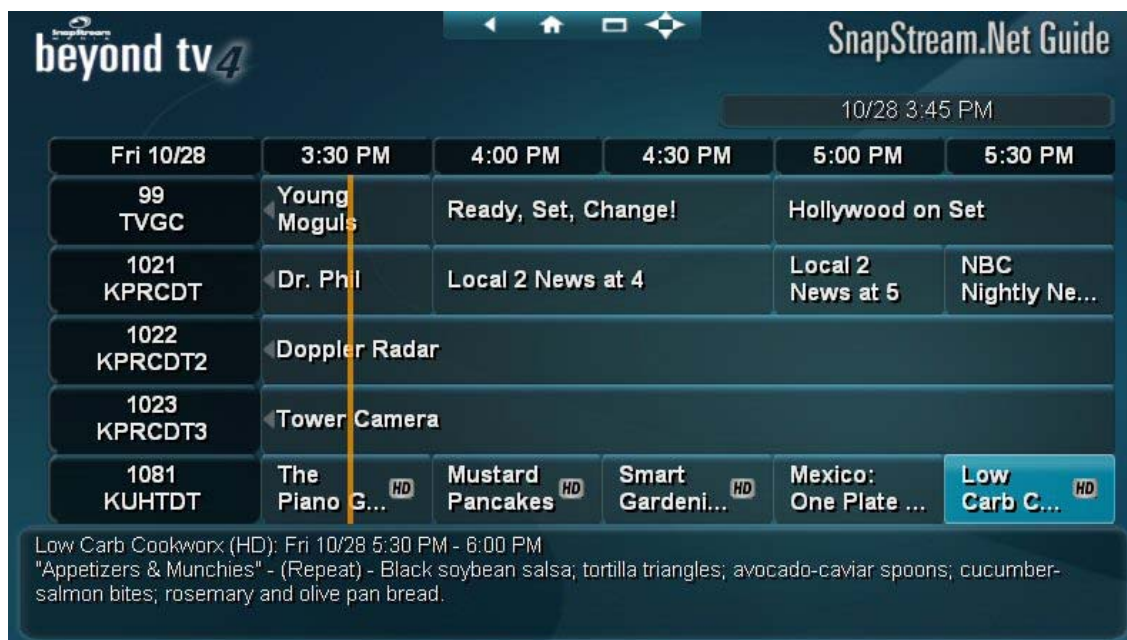 SnapStream
MEDIA
beyond tv 4
SnapStream.Net Guide
10/28 3:45 PM
Fri 10/28 3:30 PM 4:00 PM 4:30 PM 5:00 PM 5:30 PM
99
TVGC
Young
Moguls
Ready, Set, Change!
Hollywood on Set
1021
KPRCDT
Dr. Phil
Local 2 News at 4
Local 2
News at 5
NBC
Nightly Ne...
1022
KPRCDT2
Doppler Radar
1023
KPRCDT3
Tower Camera
1081
KUHTDT
The
Piano G... HD
Mustard
Pancakes HD
Smart
Gardeni... HD
Mexico:
One Plate ...
Low
Carb C... HD
Low Carb Cookworx (HD): Fri 10/28 5:30 PM - 6:00 PM
"Appetizers & Munchies" - (Repeat) - Black soybean salsa; tortilla triangles; avocado-caviar spoons; cucumber-
salmon bites; rosemary and olive pan bread.